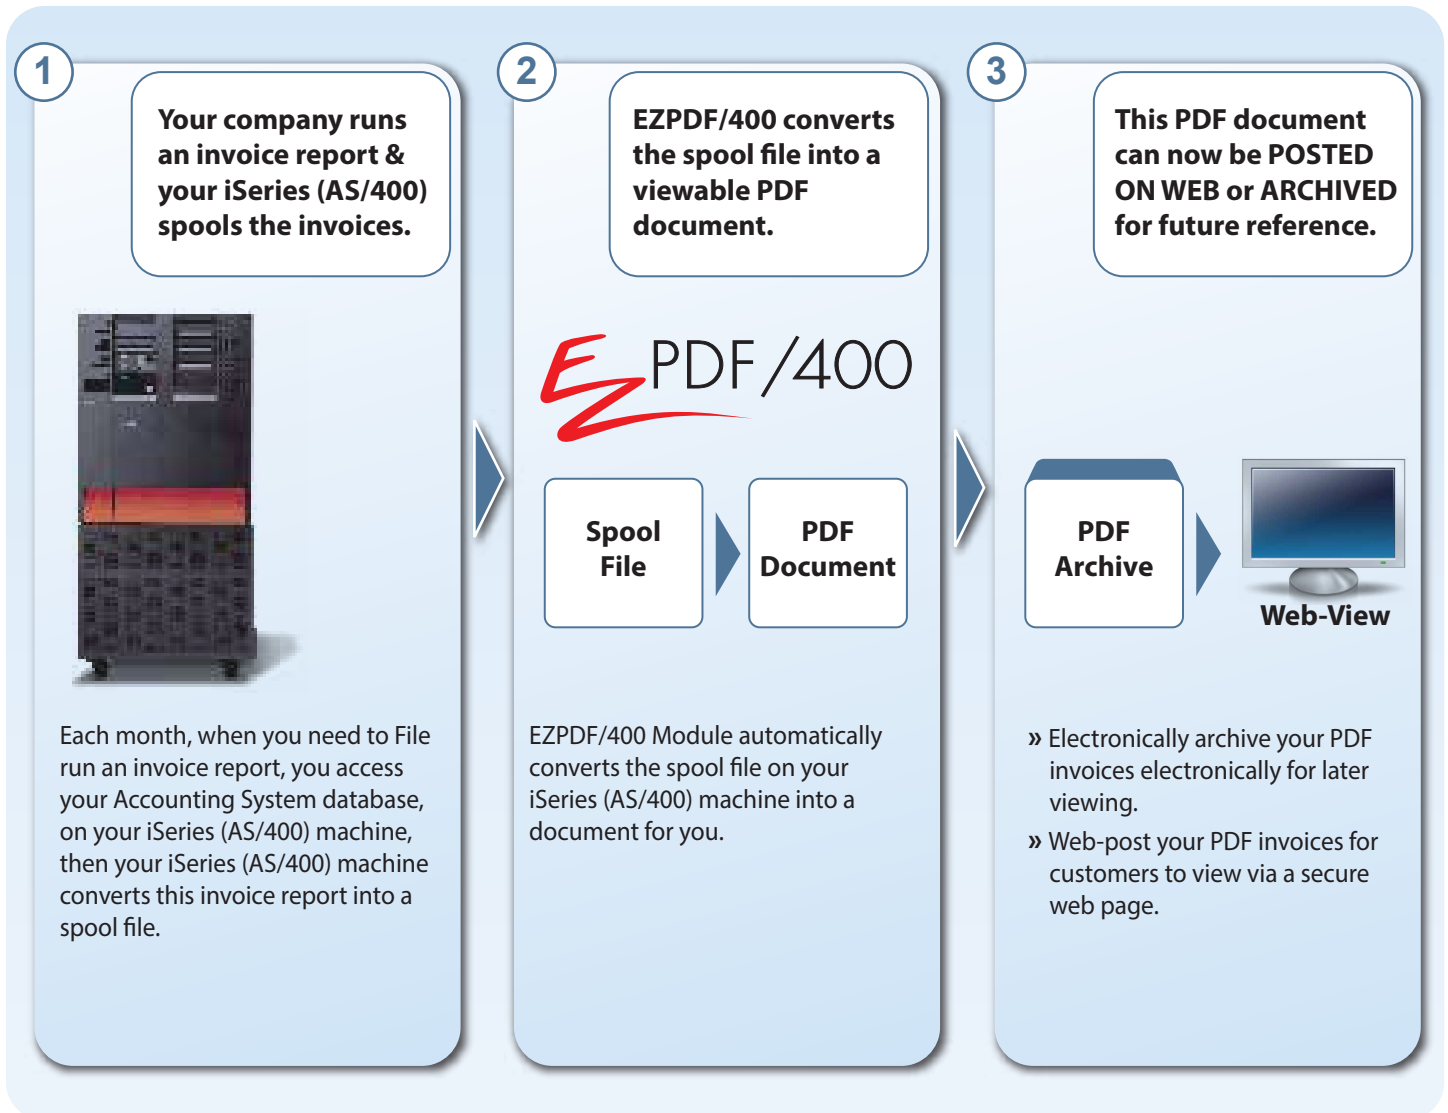 1
Your company runs
an invoice report &
your iSeries (AS/400)
spools the invoices.
Each month, when you need to File
run an invoice report, you access
your Accounting System database,
on your iSeries (AS/400) machine,
then your iSeries (AS/400) machine
converts this invoice report into a
spool file.
2
EZPDF/400 converts
the spool file into a
viewable PDF
document.
EZPDF/400
Spool
File
PDF
Document
EZPDF/400 Module automatically
converts the spool file on your
iSeries (AS/400) machine into a
document for you.
3
This PDF document
can now be POSTED
ON WEB or ARCHIVED
for future reference.
PDF
Archive
Web-View
» Electronically archive your PDF
invoices electronically for later
viewing.
» Web-post your PDF invoices for
customers to view via a secure
web page.